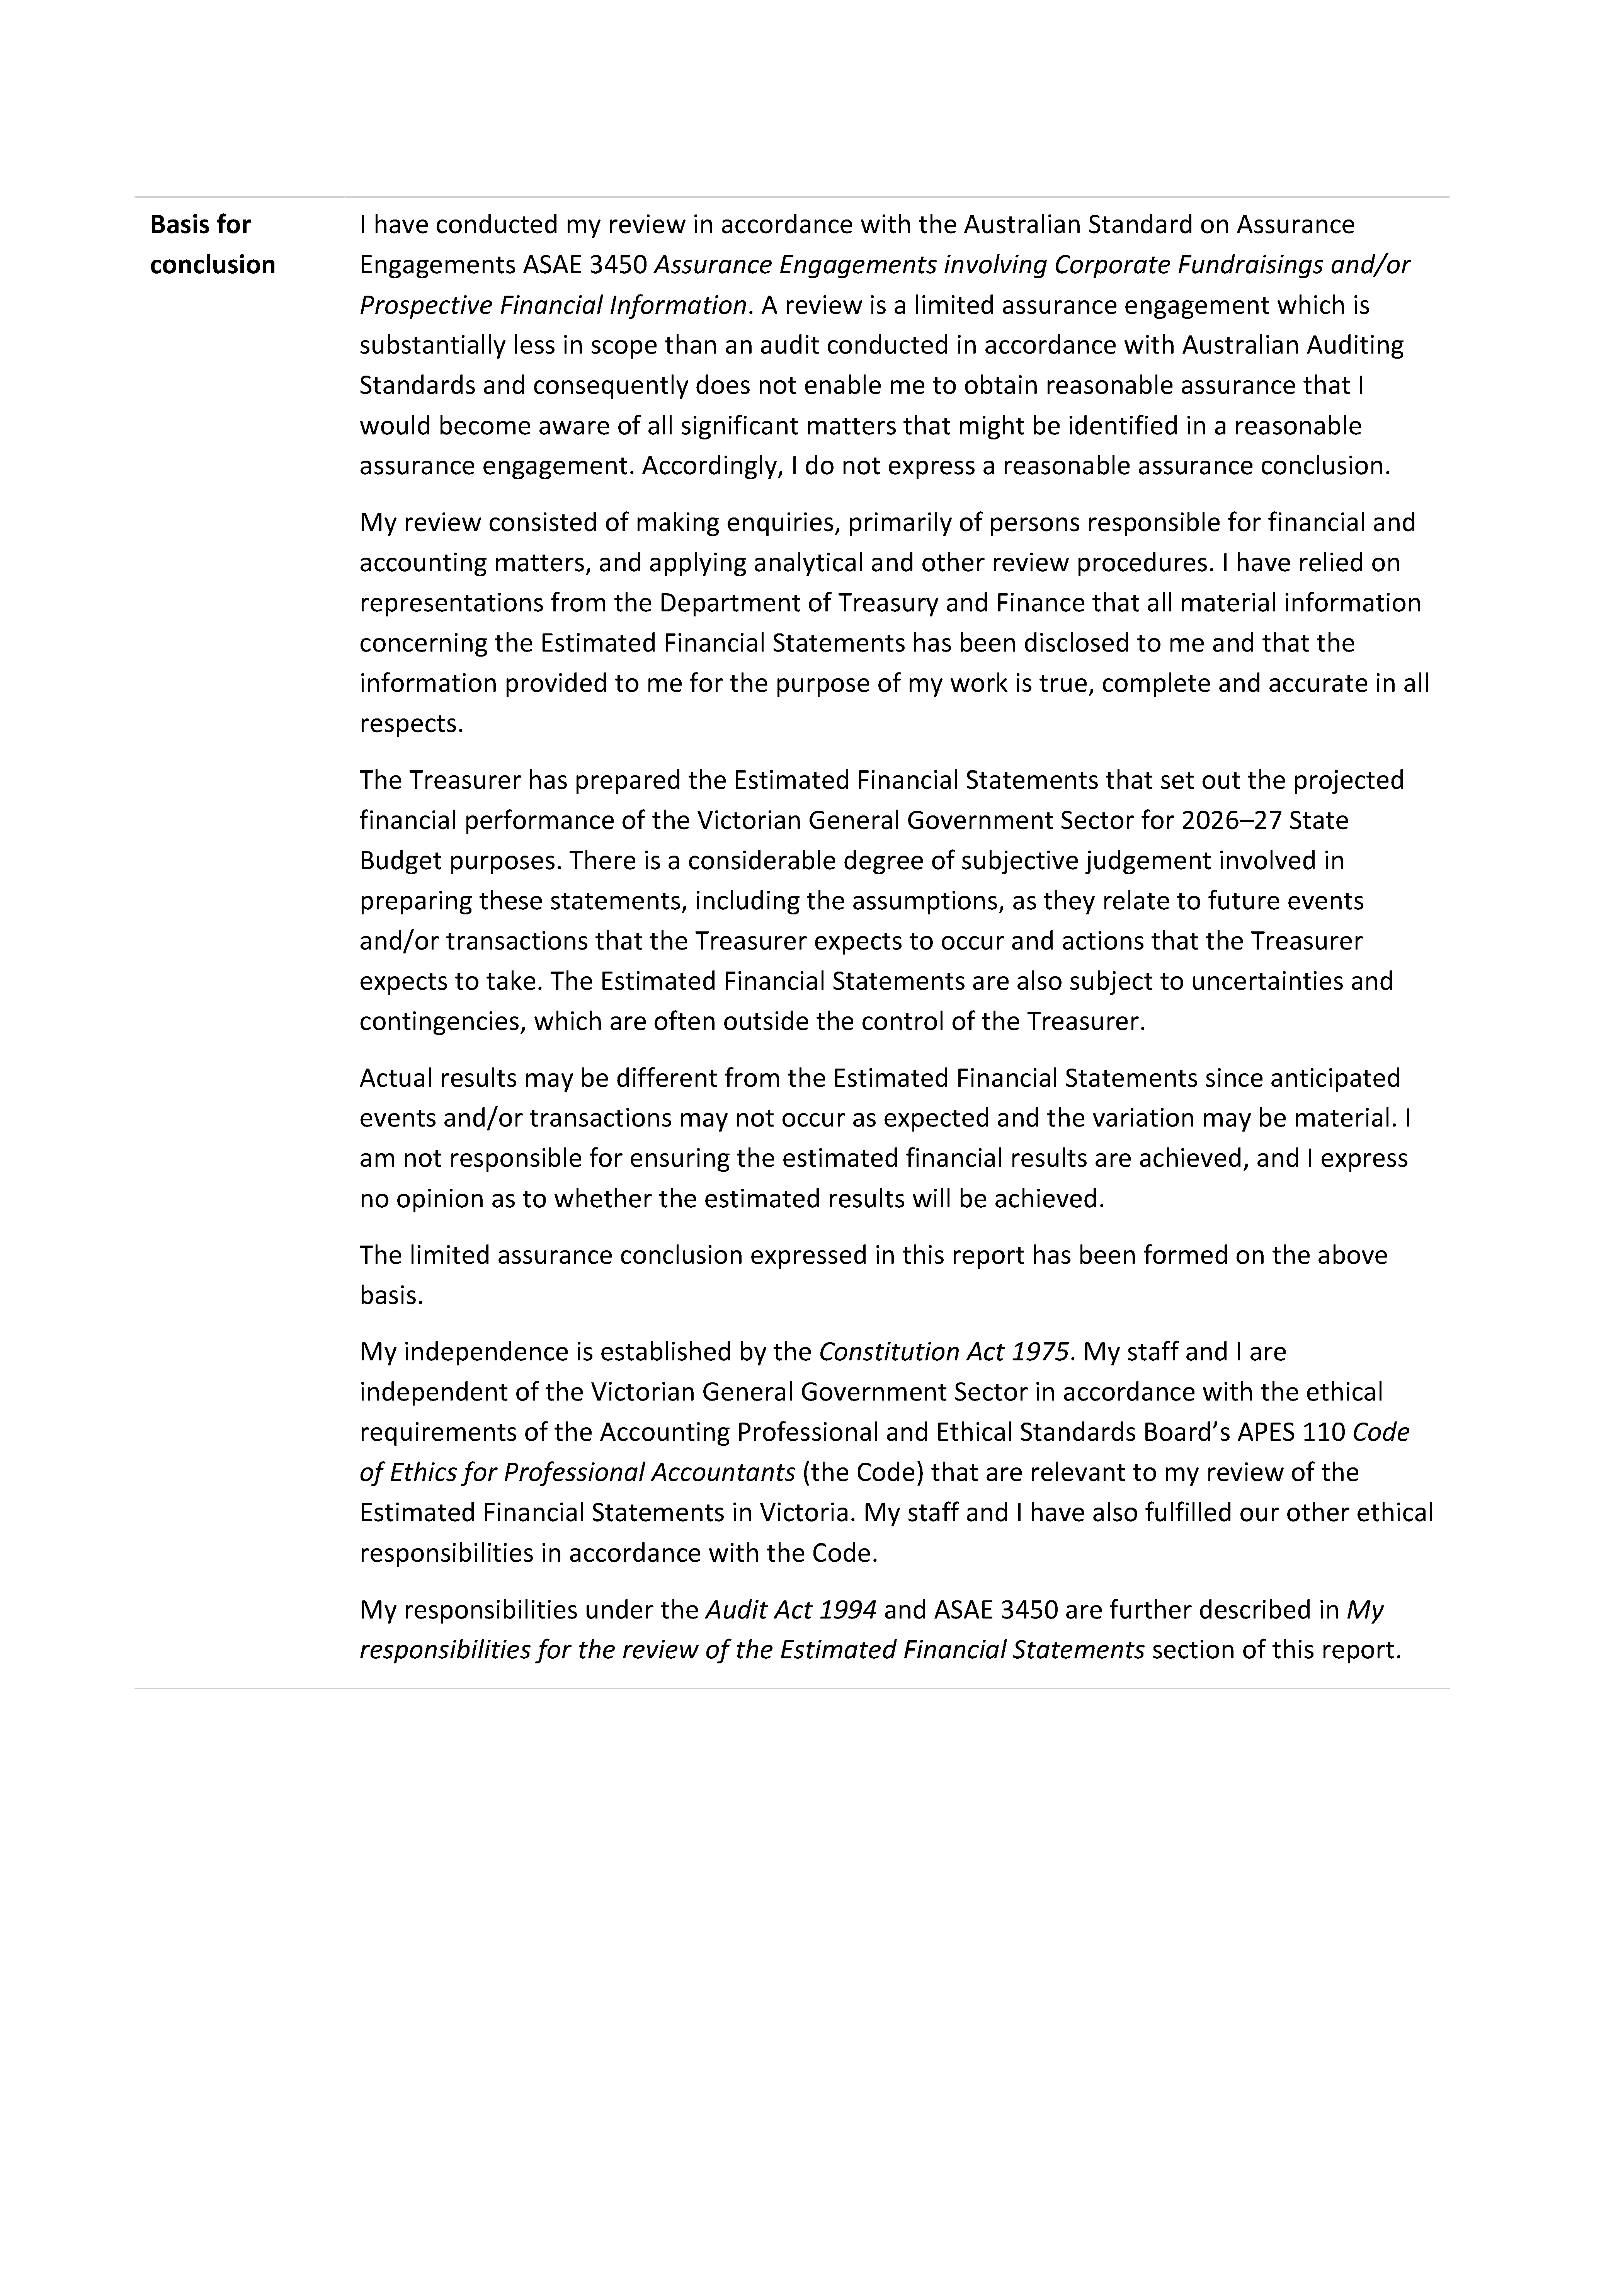 Basis for
conclusion
I have conducted my review in accordance with the Australian Standard on Assurance
Engagements ASAE 3450 Assurance Engagements involving Corporate Fundraisings and/or
Prospective Financial Information. A review is a limited assurance engagement which is
substantially less in scope than an audit conducted in accordance with Australian Auditing
Standards and consequently does not enable me to obtain reasonable assurance that I
would become aware of all significant matters that might be identified in a reasonable
assurance engagement. Accordingly, I do not express a reasonable assurance conclusion.
My review consisted of making enquiries, primarily of persons responsible for financial and
accounting matters, and applying analytical and other review procedures. I have relied on
representations from the Department of Treasury and Finance that all material information
concerning the Estimated Financial Statements has been disclosed to me and that the
information provided to me for the purpose of my work is true, complete and accurate in all
respects.
The Treasurer has prepared the Estimated Financial Statements that set out the projected
financial performance of the Victorian General Government Sector for 2026–27 State
Budget purposes. There is a considerable degree of subjective judgement involved in
preparing these statements, including the assumptions, as they relate to future events
and/or transactions that the Treasurer expects to occur and actions that the Treasurer
expects to take. The Estimated Financial Statements are also subject to uncertainties and
contingencies, which are often outside the control of the Treasurer.
Actual results may be different from the Estimated Financial Statements since anticipated
events and/or transactions may not occur as expected and the variation may be material. I
am not responsible for ensuring the estimated financial results are achieved, and I express
no opinion as to whether the estimated results will be achieved.
The limited assurance conclusion expressed in this report has been formed on the above
basis.
My independence is established by the Constitution Act 1975. My staff and I are
independent of the Victorian General Government Sector in accordance with the ethical
requirements of the Accounting Professional and Ethical Standards Board’s APES 110 Code
of Ethics for Professional Accountants (the Code) that are relevant to my review of the
Estimated Financial Statements in Victoria. My staff and I have also fulfilled our other ethical
responsibilities in accordance with the Code.
My responsibilities under the Audit Act 1994 and ASAE 3450 are further described in My
responsibilities for the review of the Estimated Financial Statements section of this report.